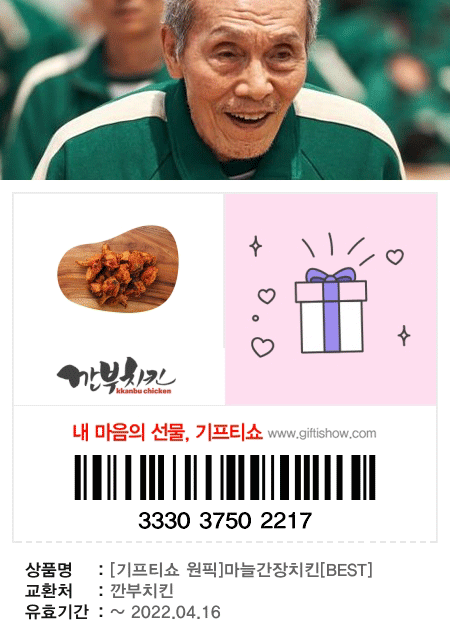 깐부치킨
kkanbu chicken
내 마음의 선물, 기프티쇼 www.giftishow.com
3330 3750 2217
상품명 : [기프티쇼 원픽]마늘간장치킨[BEST]
교환처 : 깐부치킨
유효기간 : ~ 2022.04.16